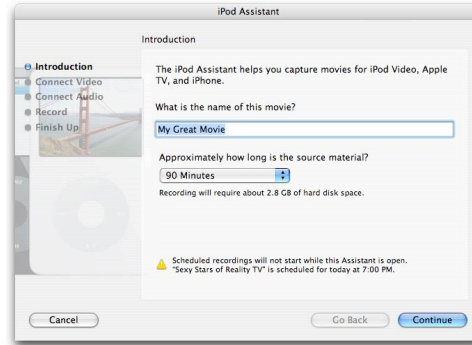 iPod Assistant
Introduction
Introduction
Connect Video
Connect Audio
Record
Finish Up
The iPod Assistant helps you capture movies for iPod Video, Apple
TV, and iPhone.
What is the name of this movie?
My Great Movie
Approximately how long is the source material?
90 Minutes
Recording will require about 2.8 GB of hard disk space.
Scheduled recordings will not start while this Assistant is open.
"Sexy Stars of Reality TV" is scheduled for today at 7:00 PM.
Cancel
Go Back
Continue